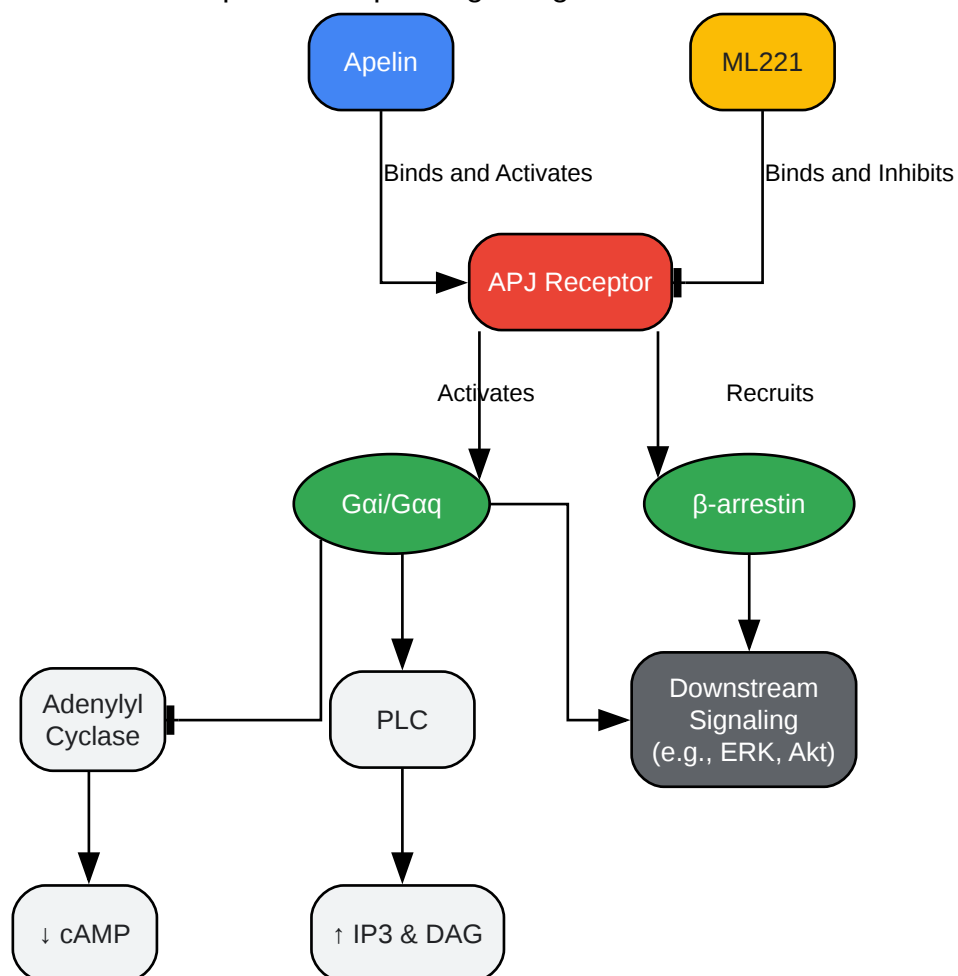 Apelin
ML221
Binds and Activates
Binds and Inhibits
APJ Receptor
Activates
Recruits
Gαi/Gαq
β-arrestin
Adenylyl
Cyclase
PLC
Downstream
Signaling
(e.g., ERK, Akt)
↓ cAMP
↑ IP3 & DAG